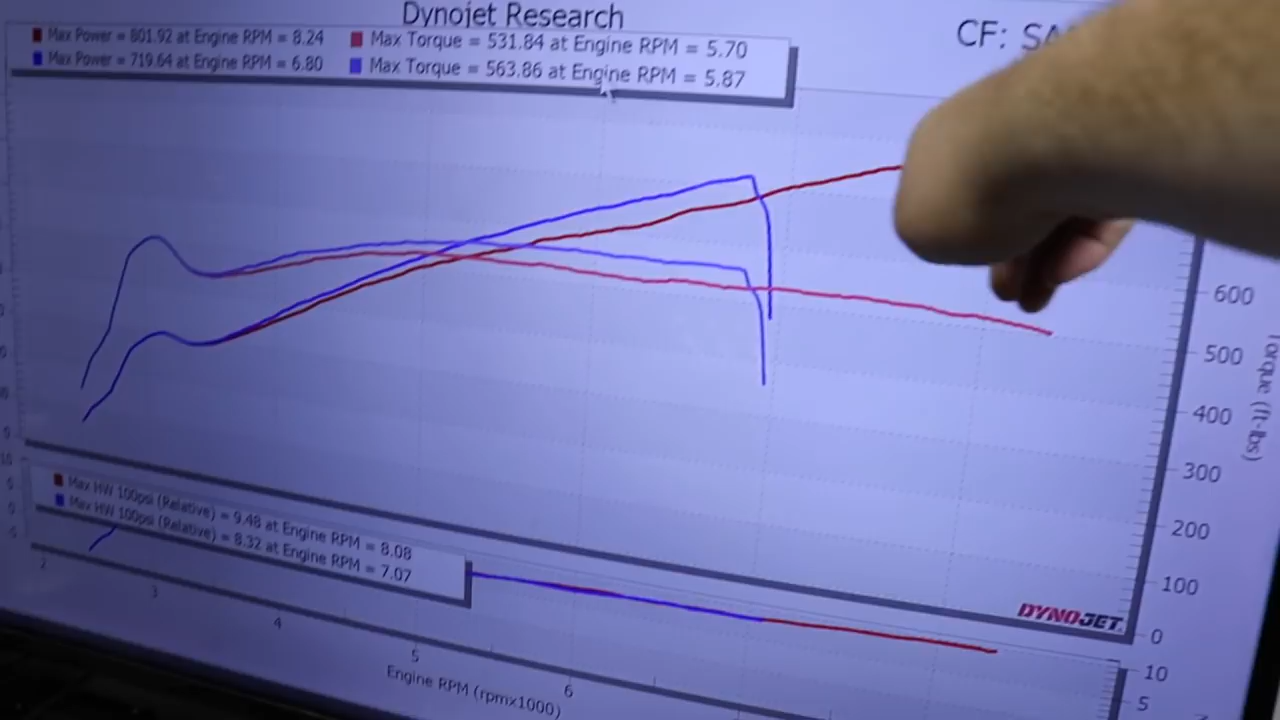 Dynojet Research
CF: SA
Max Power = 801.92 at Engine RPM = 8.24
Max Torque = 531.84 at Engine RPM = 5.70
Max Power = 719.64 at Engine RPM = 6.80
Max Torque = 563.86 at Engine RPM = 5.87
600
500
400
300
200
100
0
Torque (ft-lbs)
Max HW 100psi (Relative) = 9.48 at Engine RPM = 8.08
Max HW 100psi (Relative) = 8.32 at Engine RPM = 7.07
DYNOJET
10
5
2
3
4
5
6
Engine RPM (rpmx1000)